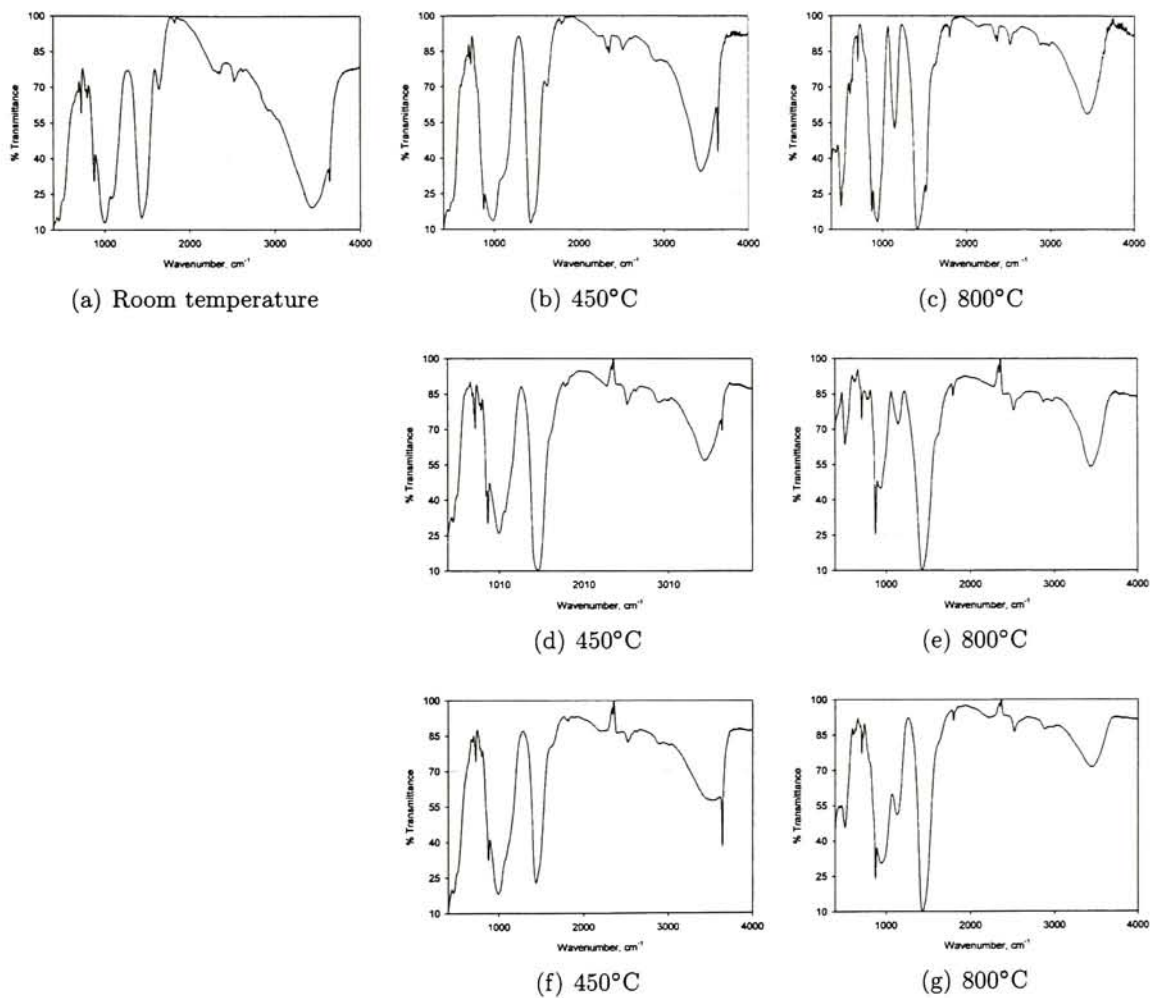 100
85
70
55
40
25
10
% Transmittance
1000 2000 3000 4000
Wavenumber, cm⁻¹
(a) Room temperature
100
85
70
55
40
25
10
% Transmittance
1000 2000 3000 4000
Wavenumber, cm⁻¹
(b) 450°C
100
85
70
55
40
25
10
% Transmittance
1000 2000 3000 4000
Wavenumber, cm⁻¹
(c) 800°C
100
85
70
55
40
25
10
% Transmittance
1010 2010 3010
Wavenumber, cm⁻¹
(d) 450°C
100
85
70
55
40
25
10
% Transmittance
1000 2000 3000 4000
Wavenumber, cm⁻¹
(e) 800°C
100
85
70
55
40
25
10
% Transmittance
1000 2000 3000 4000
Wavenumber, cm⁻¹
(f) 450°C
100
85
70
55
40
25
10
% Transmittance
1000 2000 3000 4000
Wavenumber, cm⁻¹
(g) 800°C